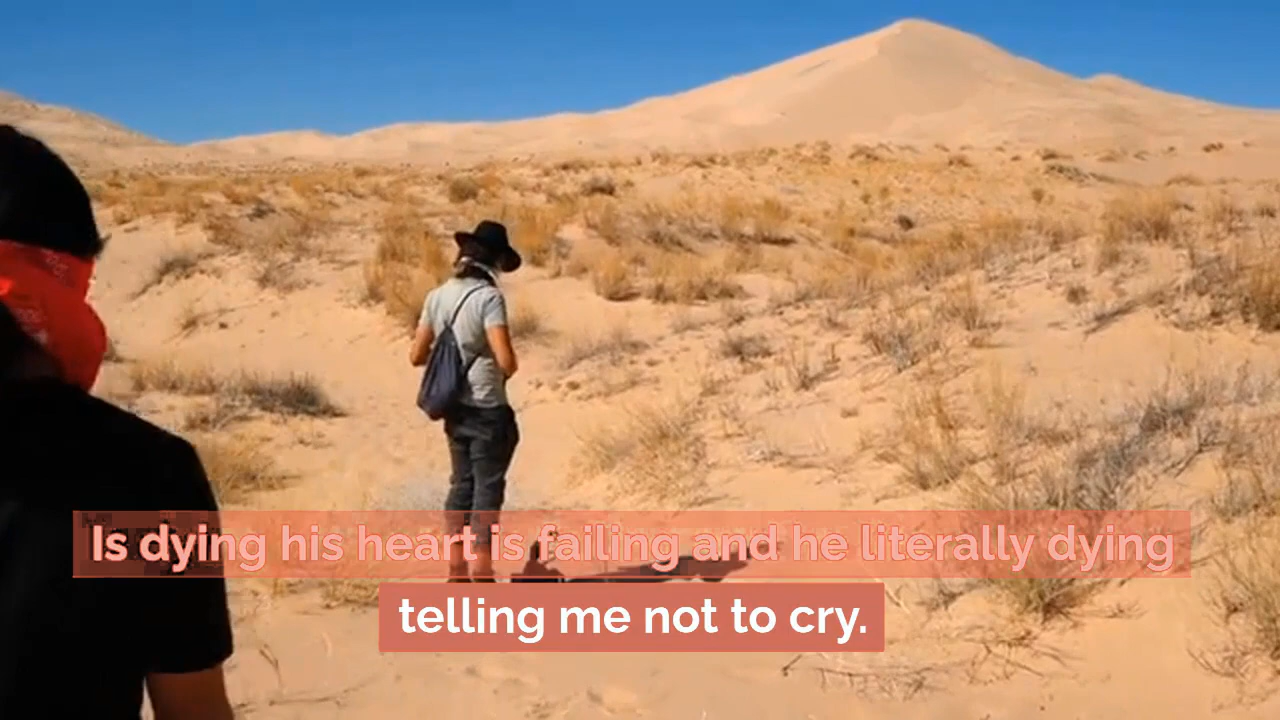 Is dying his heart is failing and he literally dying
telling me not to cry.